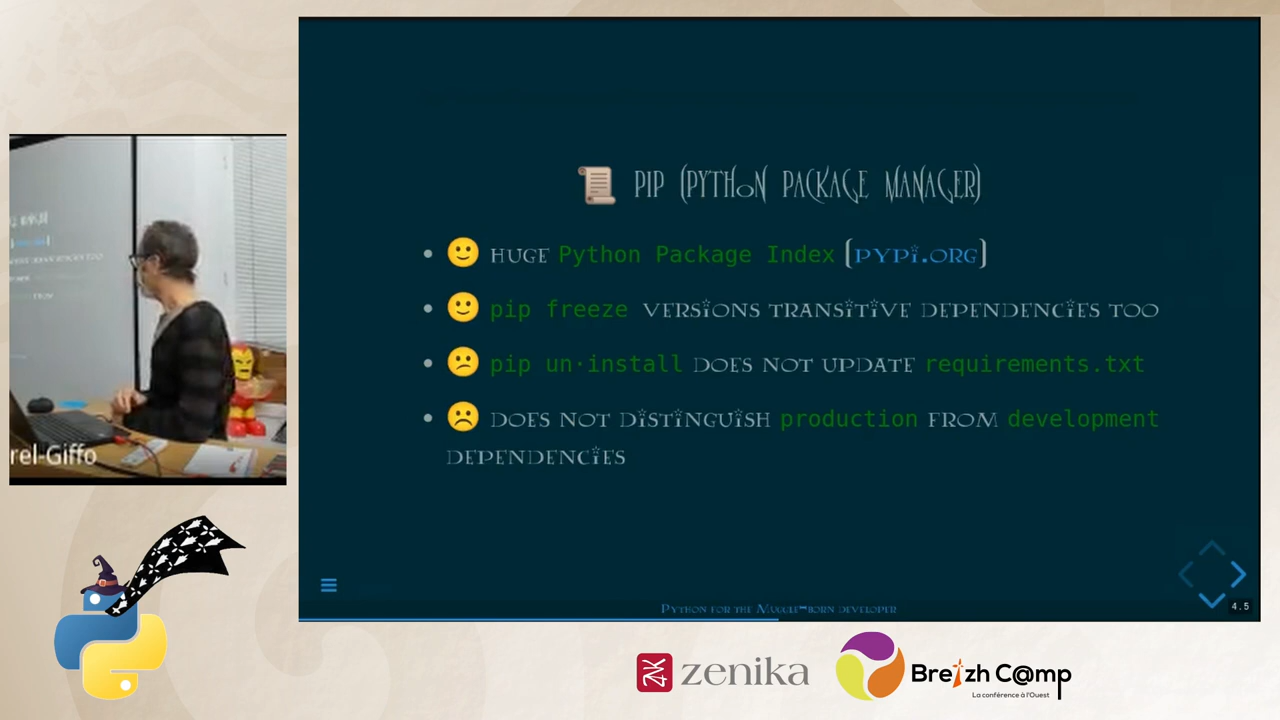 PIP (PYTHON PACKAGE MANAGER)
HUGE Python Package Index (PYPI.ORG)
pip freeze VERSIONS TRANSITIVE DEPENDENCIES TOO
pip un·install DOES NOT UPDATE requirements.txt
DOES NOT DISTINGUISH production FROM development
DEPENDENCIES
rel-Giffo
PYTHON FOR THE MUGGLE-BORN DEVELOPER
4.5
zenika
Breizh C@mp
La conférence à l'Ouest